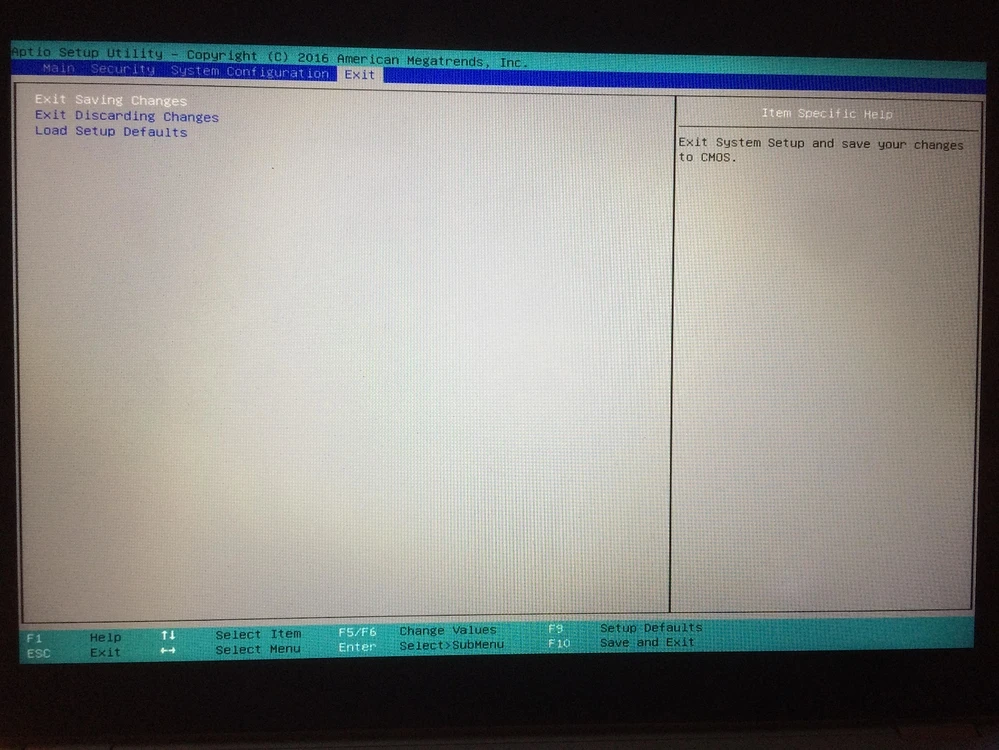 Aptio Setup Utility - Copyright (C) 2016 American Megatrends, Inc.
Main Security System Configuration Exit
Exit Saving Changes
Exit Discarding Changes
Load Setup Defaults
Item Specific Help
Exit System Setup and save your changes
to CMOS.
F1 Help ↑↓ Select Item F5/F6 Change Values F9 Setup Defaults
ESC Exit ↔ Select Menu Enter Select>SubMenu F10 Save and Exit